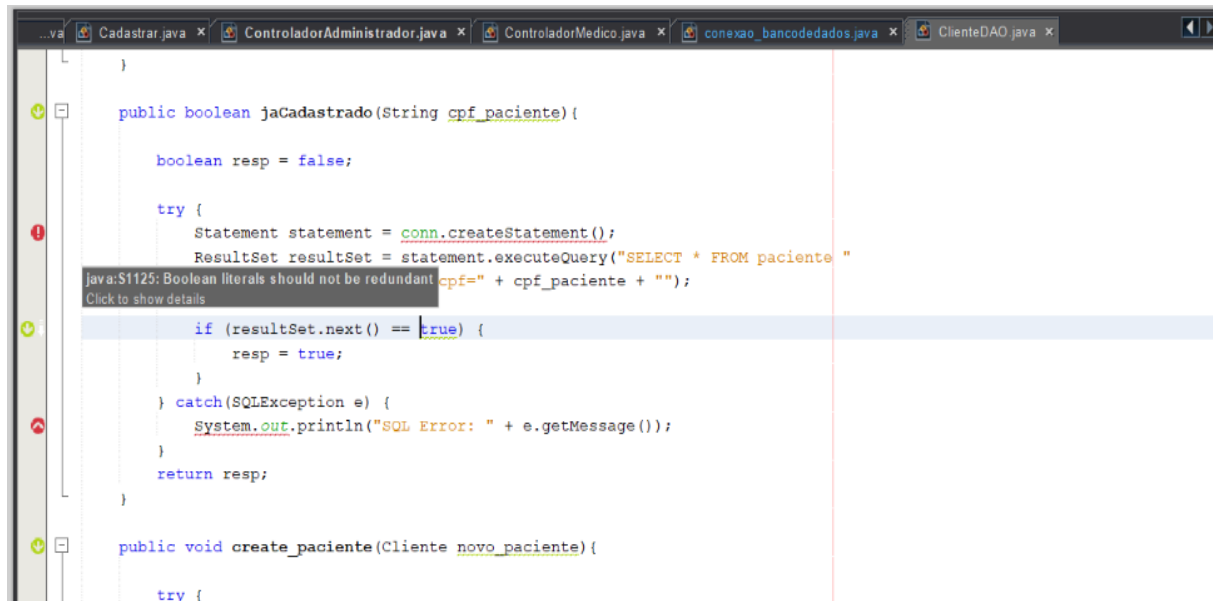 ...va Cadastrar.java × ControladorAdministrador.java × ControladorMedico.java × conexao_bancodedados.java × ClienteDAO.java ×
}
public boolean jaCadastrado(String cpf_paciente){
boolean resp = false;
try {
Statement statement = conn.createStatement();
ResultSet resultSet = statement.executeQuery("SELECT * FROM paciente "
java:S1125: Boolean literals should not be redundant cpf=" + cpf_paciente + "");
Click to show details
if (resultSet.next() == true) {
resp = true;
}
} catch(SQLException e) {
System.out.println("SQL Error: " + e.getMessage());
}
return resp;
}
public void create_paciente(Cliente novo_paciente){
try {